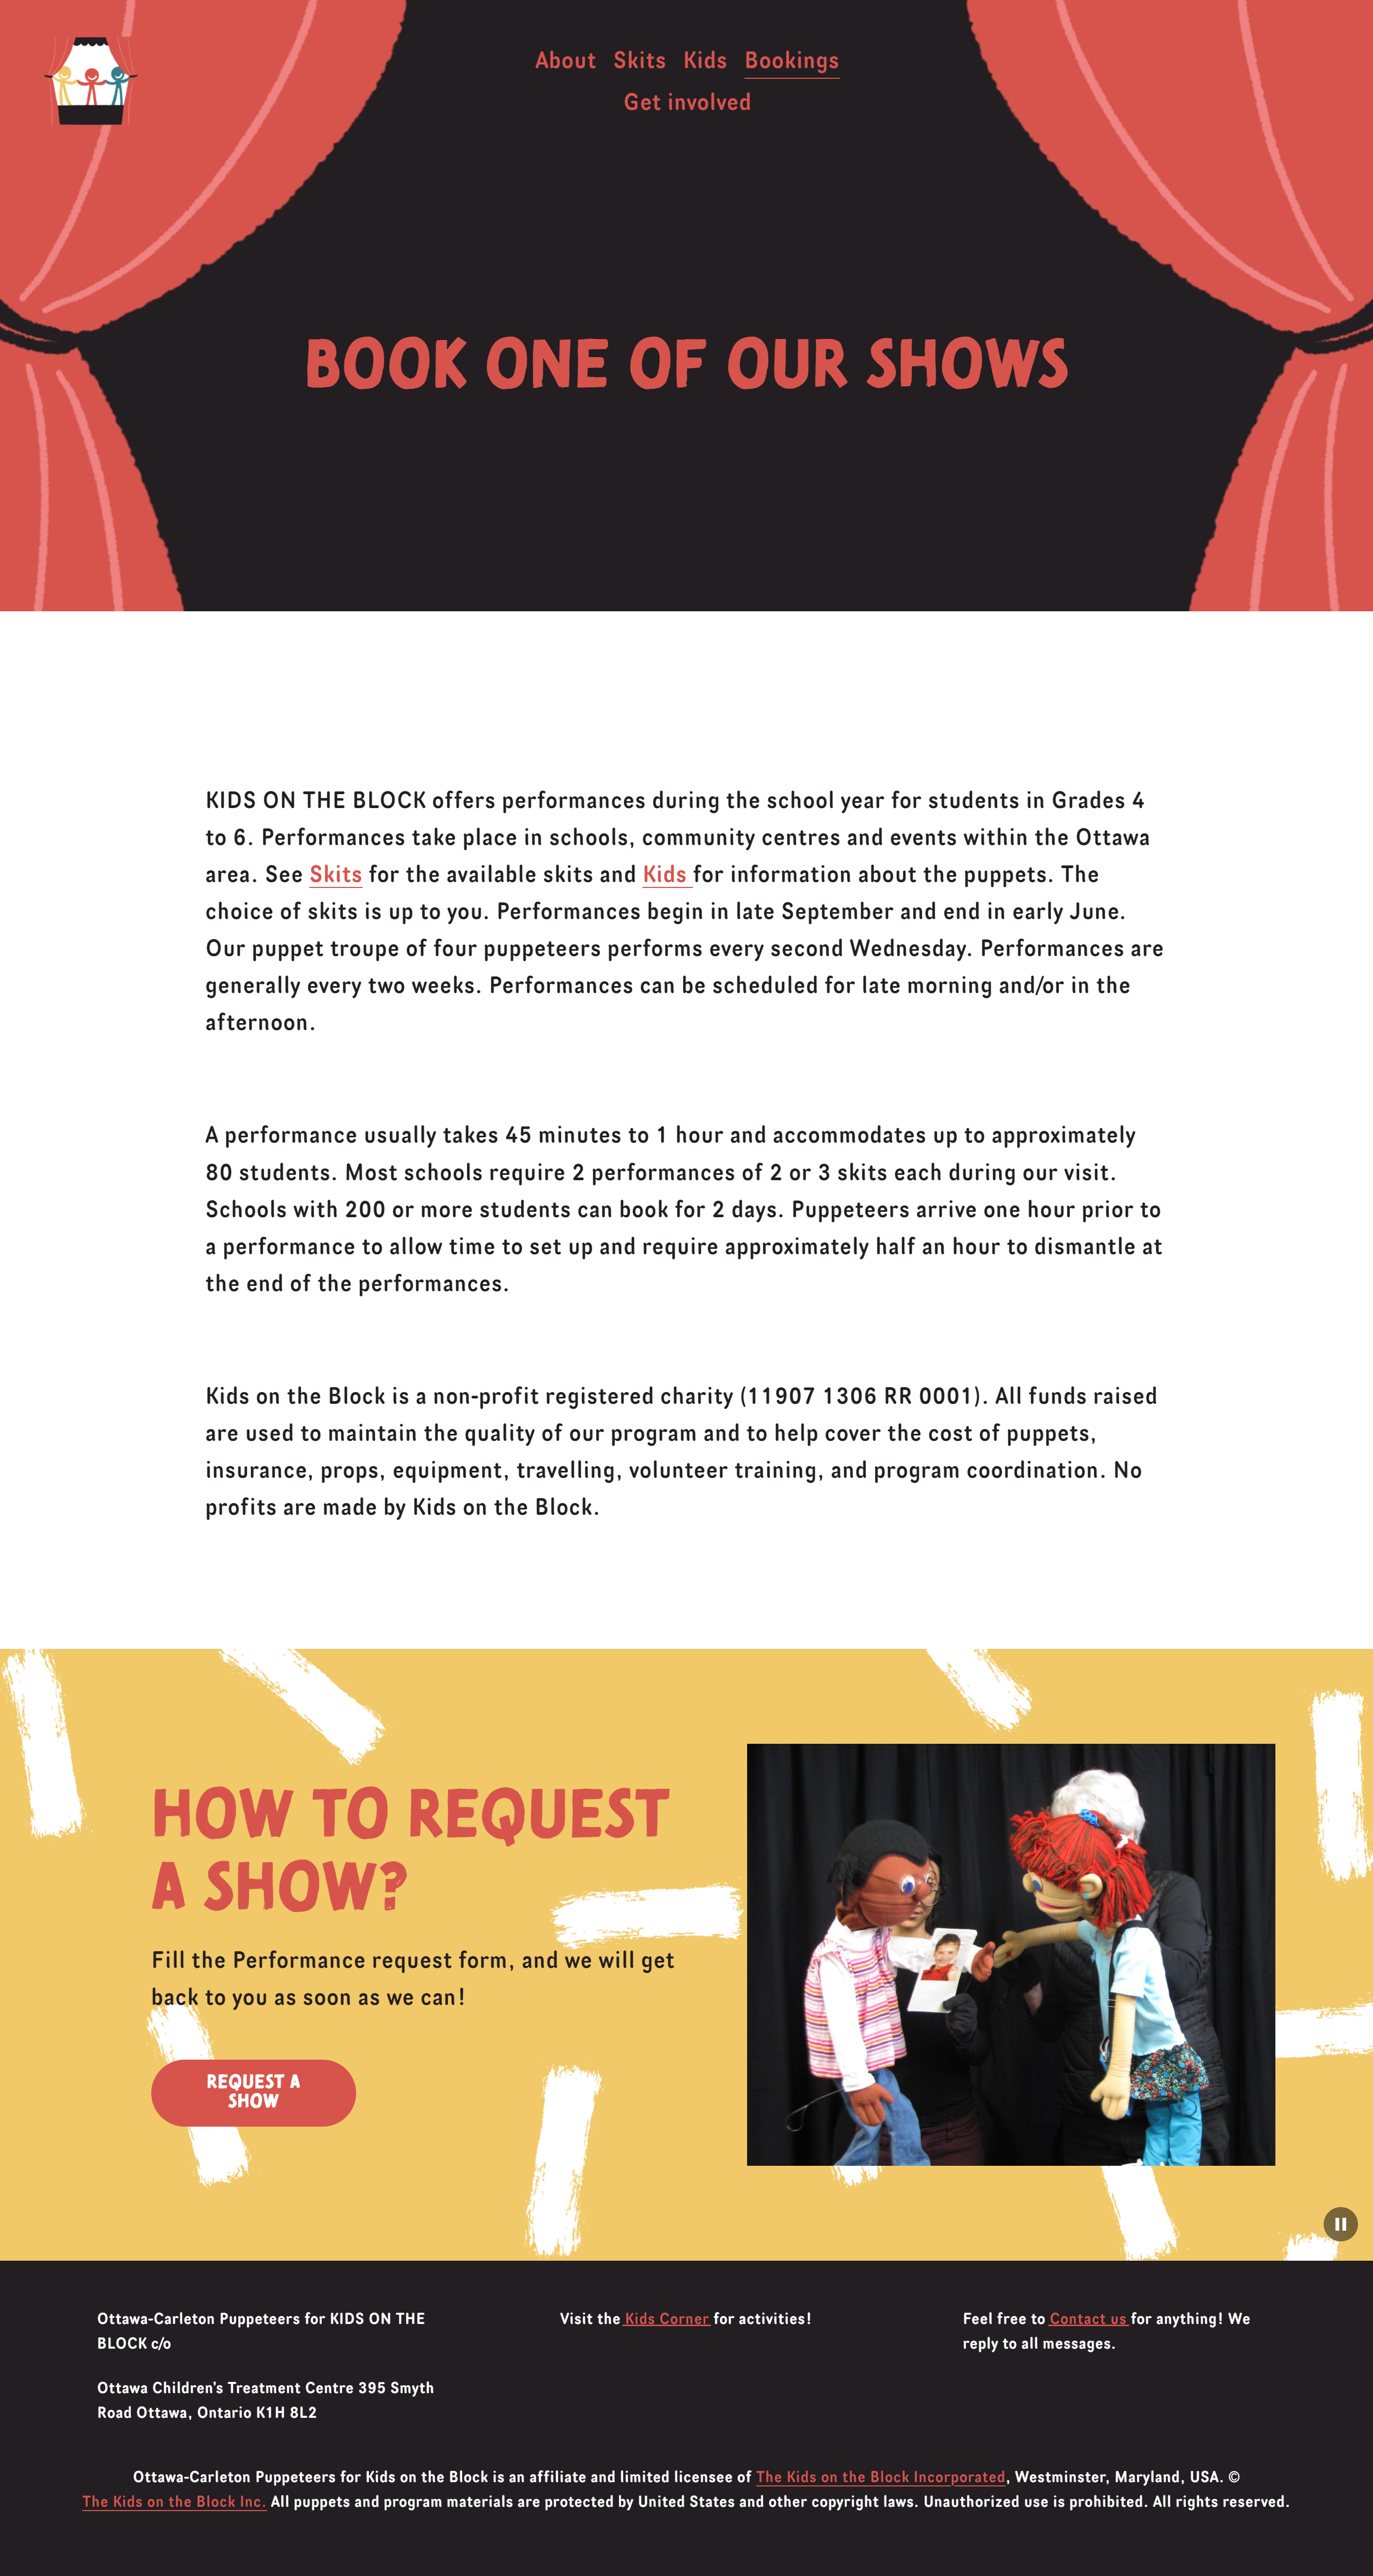 About Skits Kids Bookings
Get involved
BOOK ONE OF OUR SHOWS
KIDS ON THE BLOCK offers performances during the school year for students in Grades 4
to 6. Performances take place in schools, community centres and events within the Ottawa
area. See Skits for the available skits and Kids for information about the puppets. The
choice of skits is up to you. Performances begin in late September and end in early June.
Our puppet troupe of four puppeteers performs every second Wednesday. Performances are
generally every two weeks. Performances can be scheduled for late morning and/or in the
afternoon.
A performance usually takes 45 minutes to 1 hour and accommodates up to approximately
80 students. Most schools require 2 performances of 2 or 3 skits each during our visit.
Schools with 200 or more students can book for 2 days. Puppeteers arrive one hour prior to
a performance to allow time to set up and require approximately half an hour to dismantle at
the end of the performances.
Kids on the Block is a non-profit registered charity (11907 1306 RR 0001). All funds raised
are used to maintain the quality of our program and to help cover the cost of puppets,
insurance, props, equipment, travelling, volunteer training, and program coordination. No
profits are made by Kids on the Block.
HOW TO REQUEST
A SHOW?
Fill the Performance request form, and we will get
back to you as soon as we can!
REQUEST A
SHOW
Ottawa-Carleton Puppeteers for KIDS ON THE
BLOCK c/o
Ottawa Children's Treatment Centre 395 Smyth
Road Ottawa, Ontario K1H 8L2
Visit the Kids Corner for activities!
Feel free to Contact us for anything! We
reply to all messages.
Ottawa-Carleton Puppeteers for Kids on the Block is an affiliate and limited licensee of The Kids on the Block Incorporated, Westminster, Maryland, USA. ©
The Kids on the Block Inc. All puppets and program materials are protected by United States and other copyright laws. Unauthorized use is prohibited. All rights reserved.